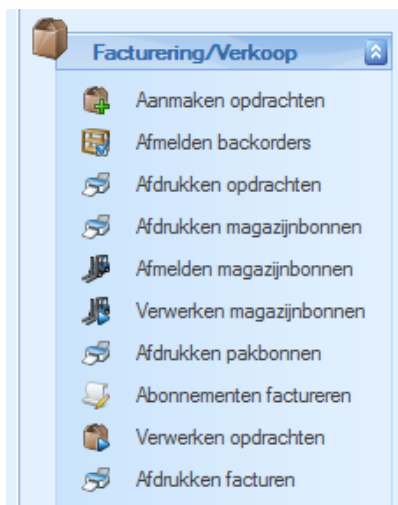 Facturering/Verkoop
Aanmaken opdrachten
Afmelden backorders
Afdrukken opdrachten
Afdrukken magazijnbonnen
Afmelden magazijnbonnen
Verwerken magazijnbonnen
Afdrukken pakbonnen
Abonnementen factureren
Verwerken opdrachten
Afdrukken facturen